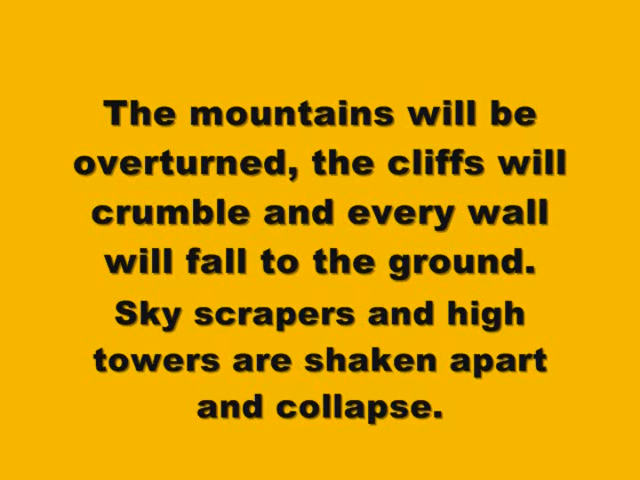 The mountains will be
overturned, the cliffs will
crumble and every wall
will fall to the ground.
Sky scrapers and high
towers are shaken apart
and collapse.